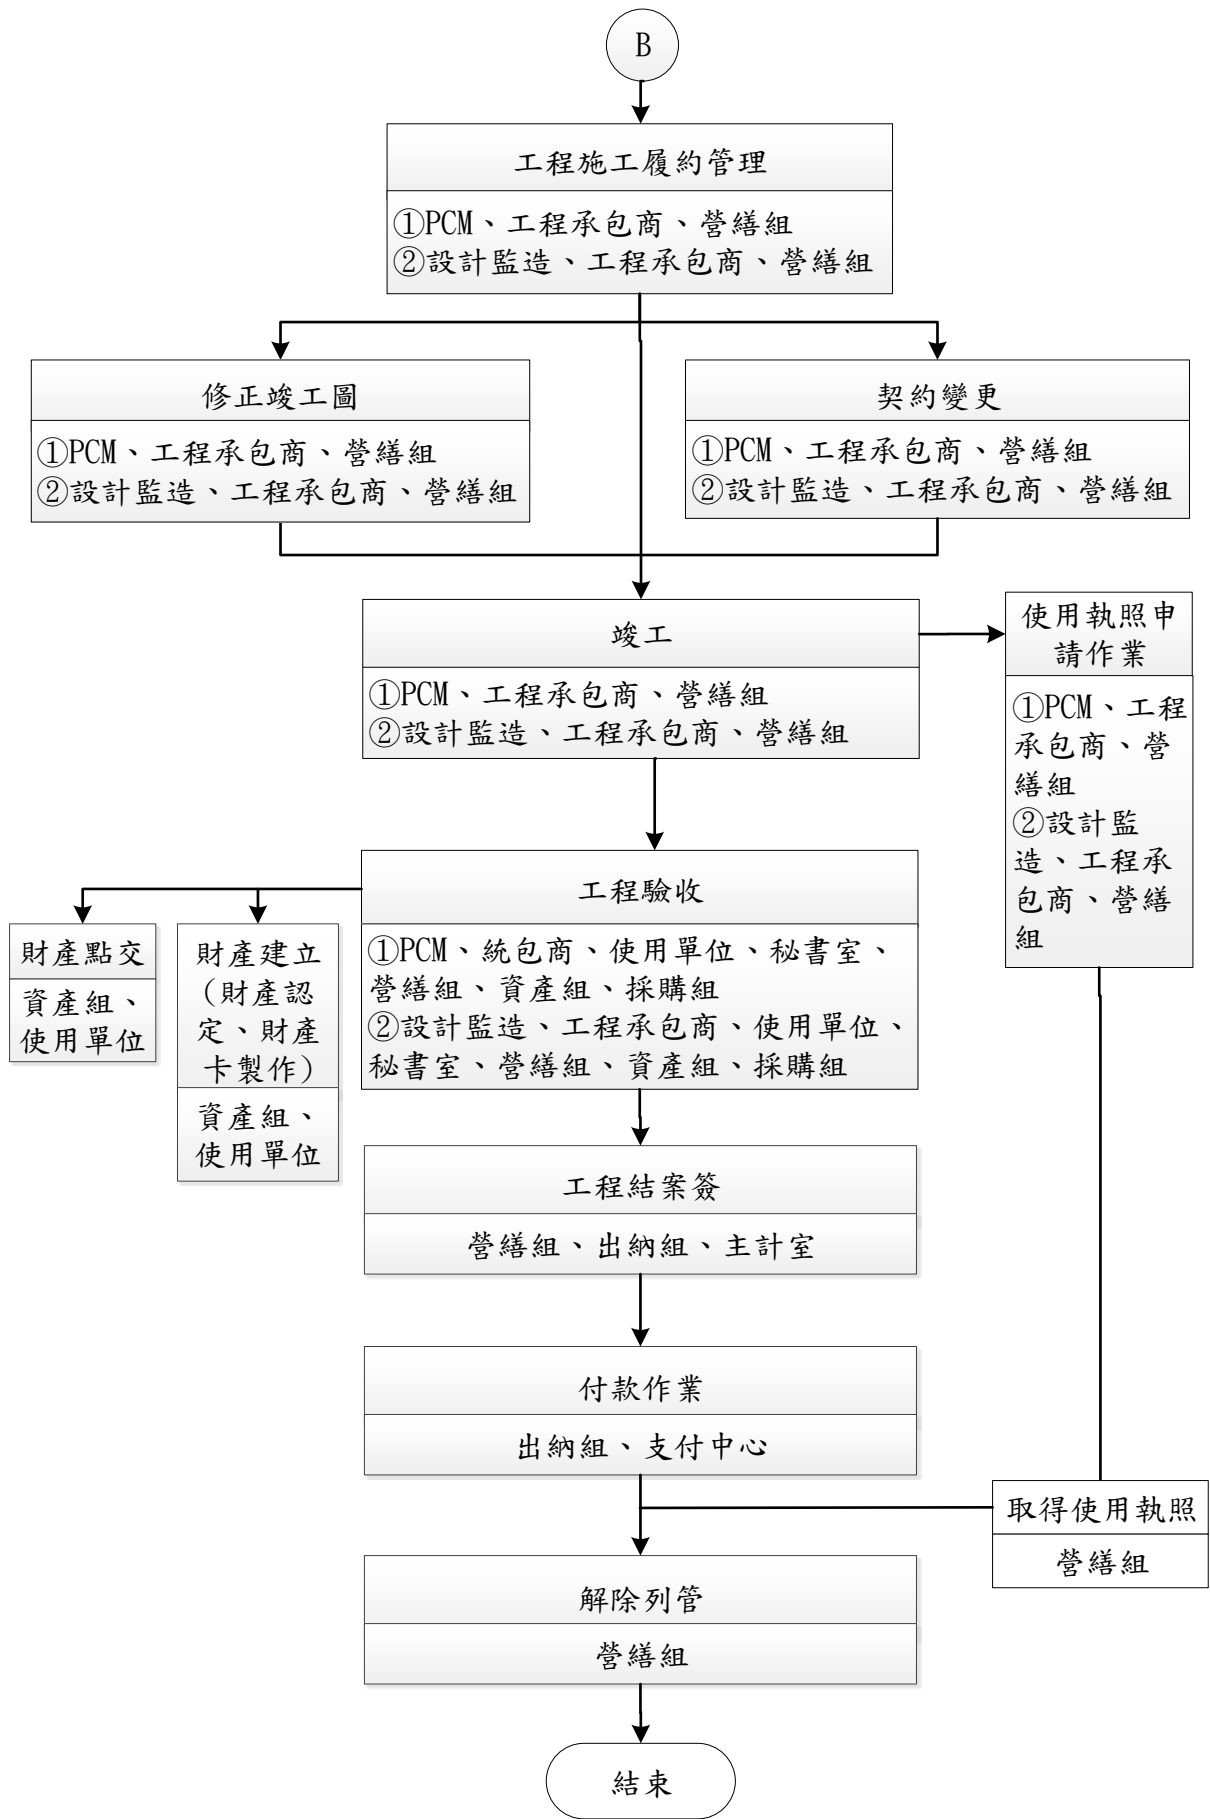 B
工程施工履約管理
①PCM、工程承包商、營繕組
②設計監造、工程承包商、營繕組
修正竣工圖
①PCM、工程承包商、營繕組
②設計監造、工程承包商、營繕組
契約變更
①PCM、工程承包商、營繕組
②設計監造、工程承包商、營繕組
竣工
①PCM、工程承包商、營繕組
②設計監造、工程承包商、營繕組
使用執照申
請作業
①PCM、工程
承包商、營
繕組
②設計監
造、工程承
包商、營繕
組
工程驗收
①PCM、統包商、使用單位、秘書室、
營繕組、資產組、採購組
②設計監造、工程承包商、使用單位、
秘書室、營繕組、資產組、採購組
財產點交
資產組、
使用單位
財產建立
（財產認
定、財產
卡製作）
資產組、
使用單位
工程結案簽
營繕組、出納組、主計室
付款作業
出納組、支付中心
取得使用執照
營繕組
解除列管
營繕組
結束